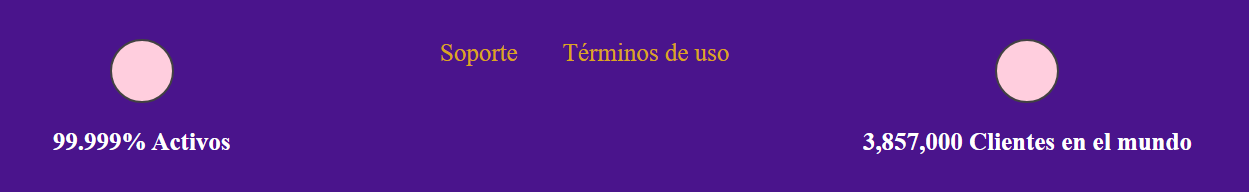 Soporte Términos de uso
99.999% Activos
3,857,000 Clientes en el mundo